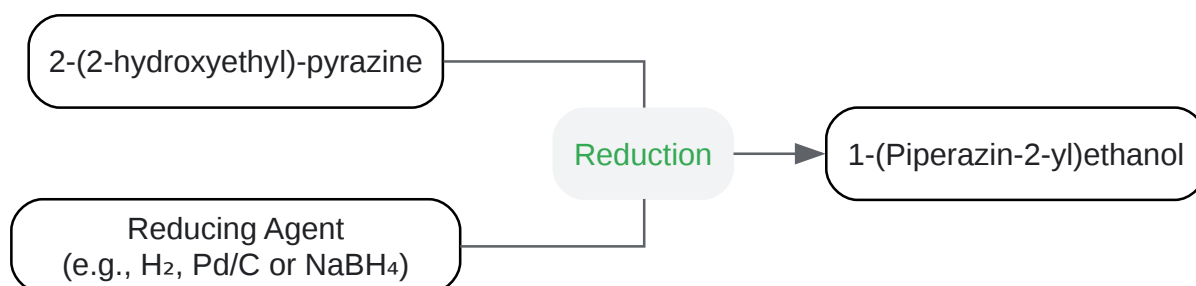 2-(2-hydroxyethyl)-pyrazine
Reduction
1-(Piperazin-2-yl)ethanol
Reducing Agent
(e.g., H₂, Pd/C or NaBH₄)